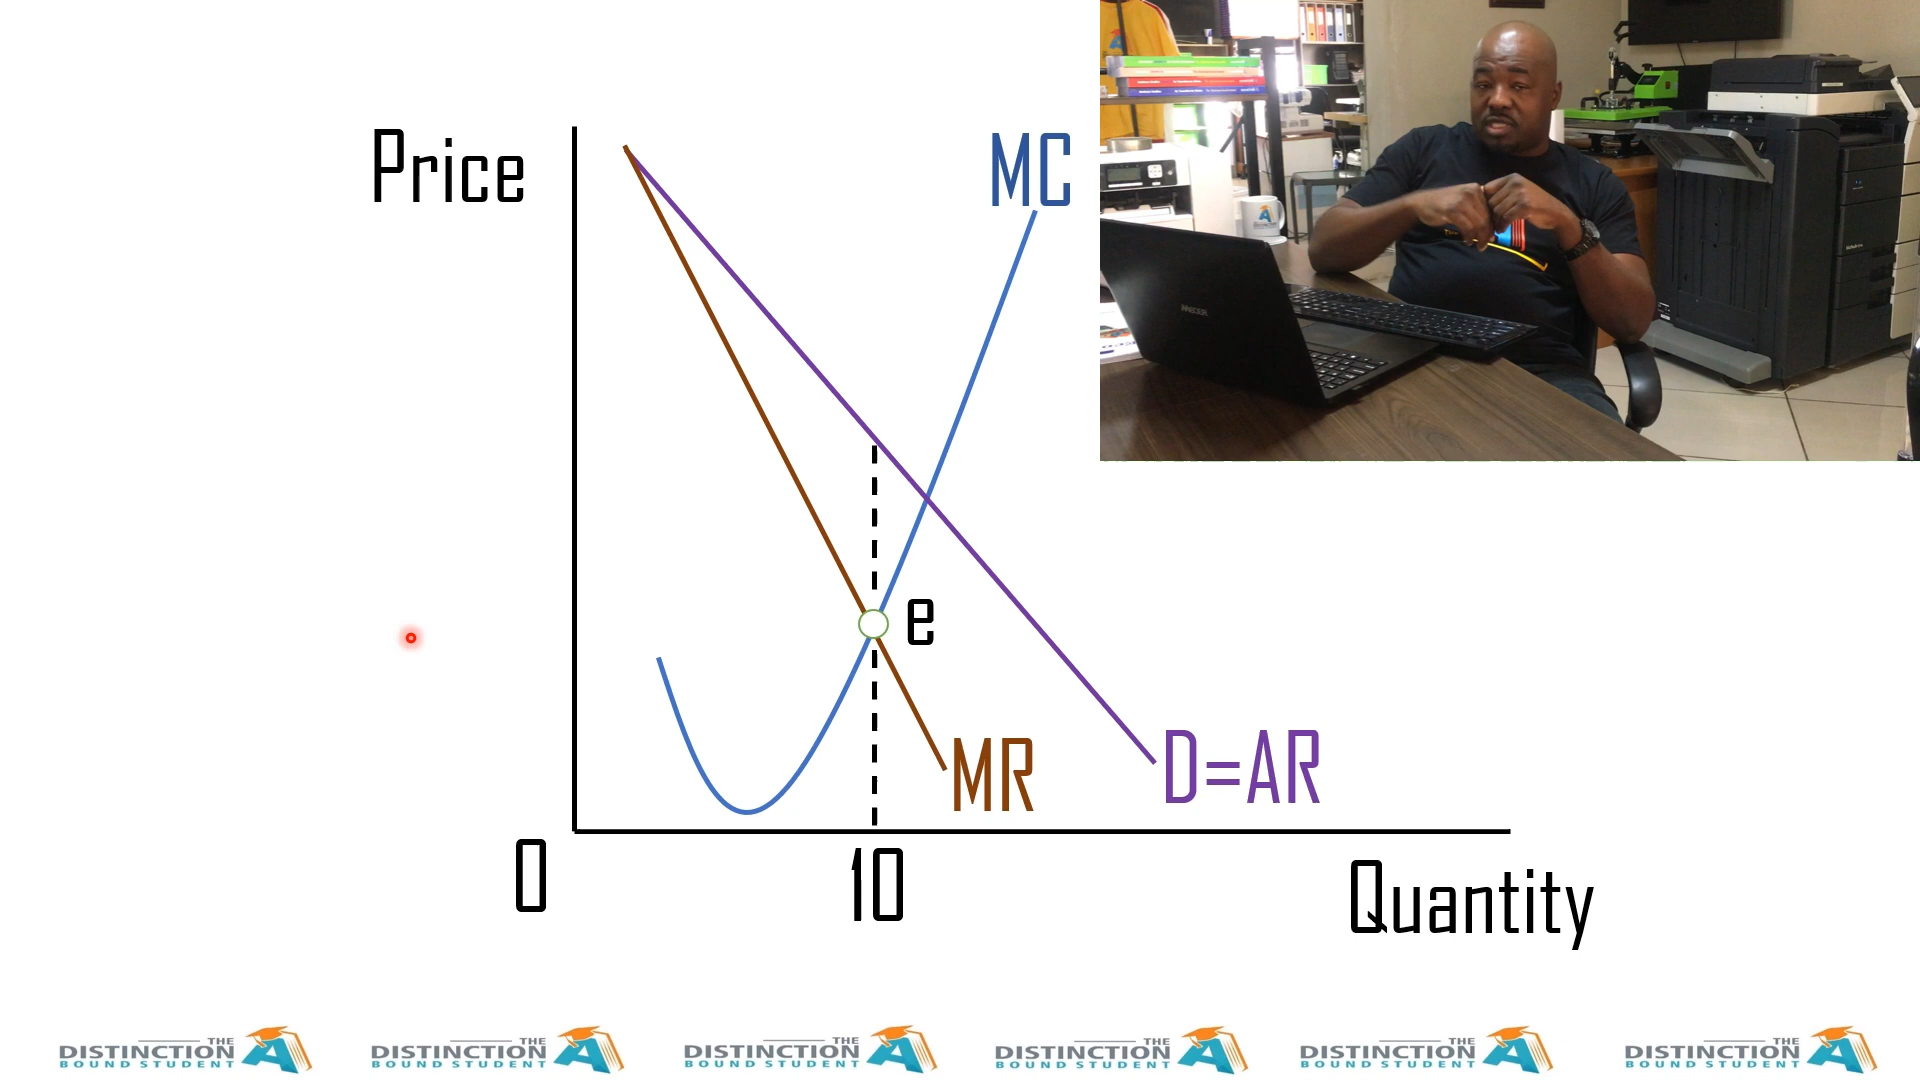 Price
MC
e
MR
D=AR
0
10
Quantity
THE
DISTINCTION
BOUND STUDENT
THE
DISTINCTION
BOUND STUDENT
THE
DISTINCTION
BOUND STUDENT
THE
DISTINCTION
BOUND STUDENT
THE
DISTINCTION
BOUND STUDENT
THE
DISTINCTION
BOUND STUDENT